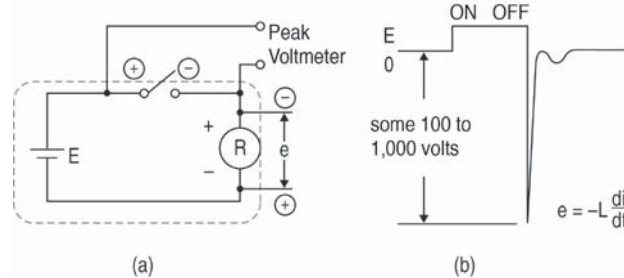 Peak
Voltmeter
⊕ ⊖
E
+
R
−
⊖
e
⊕
(a)
ON OFF
E
0
some 100 to
1,000 volts
e = −L di/dt
(b)